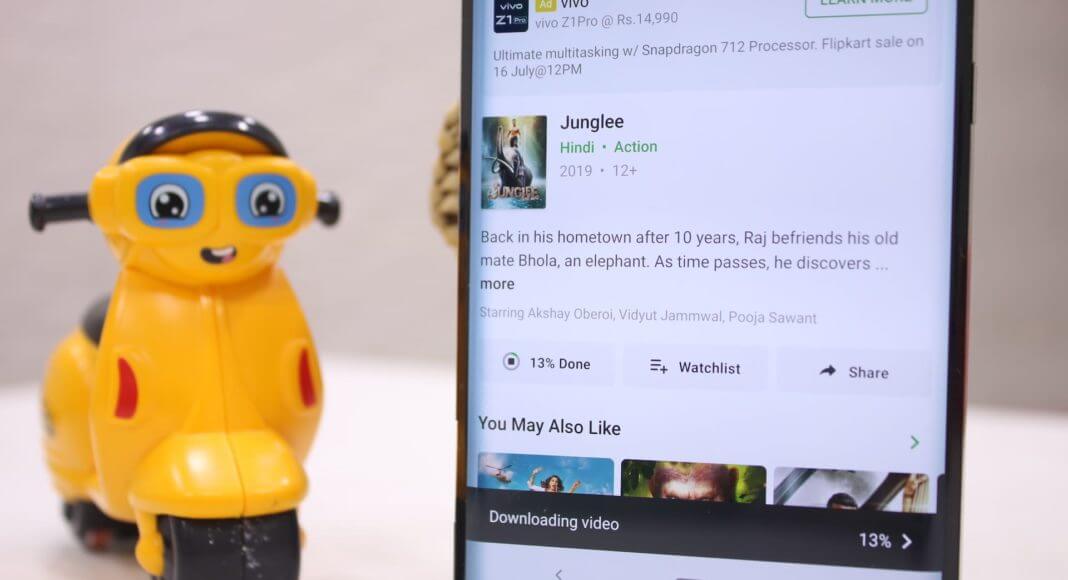 vivo
Z1Pro
Ad vivo
vivo Z1Pro @ Rs.14,990
LEARN MORE
Ultimate multitasking w/ Snapdragon 712 Processor. Flipkart sale on
16 July@12PM
JUNGLEE
Junglee
Hindi • Action
2019 • 12+
Back in his hometown after 10 years, Raj befriends his old
mate Bhola, an elephant. As time passes, he discovers ...
more
Starring Akshay Oberoi, Vidyut Jammwal, Pooja Sawant
13% Done
Watchlist
Share
You May Also Like
Downloading video
13%